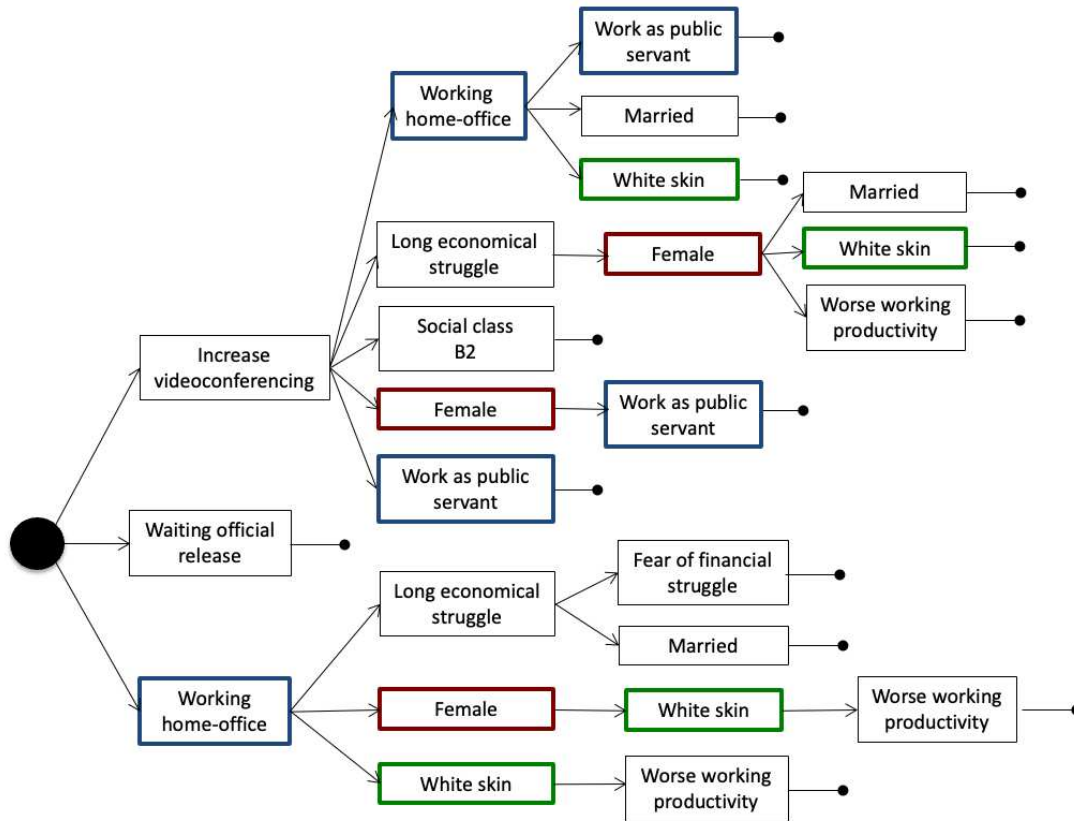 Work as public
servant
Working
home-office
Married
White skin
Married
Long economical
struggle
Female
White skin
Worse working
productivity
Social class
B2
Increase
videoconferencing
Female
Work as public
servant
Work as public
servant
Waiting official
release
Fear of financial
struggle
Long economical
struggle
Married
Working
home-office
Female
White skin
Worse working
productivity
White skin
Worse working
productivity